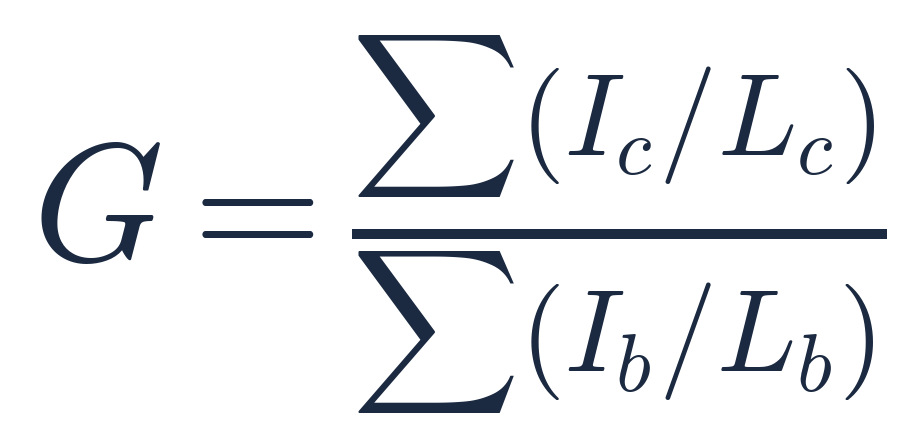 G = ∑(I_c/L_c) / ∑(I_b/L_b)